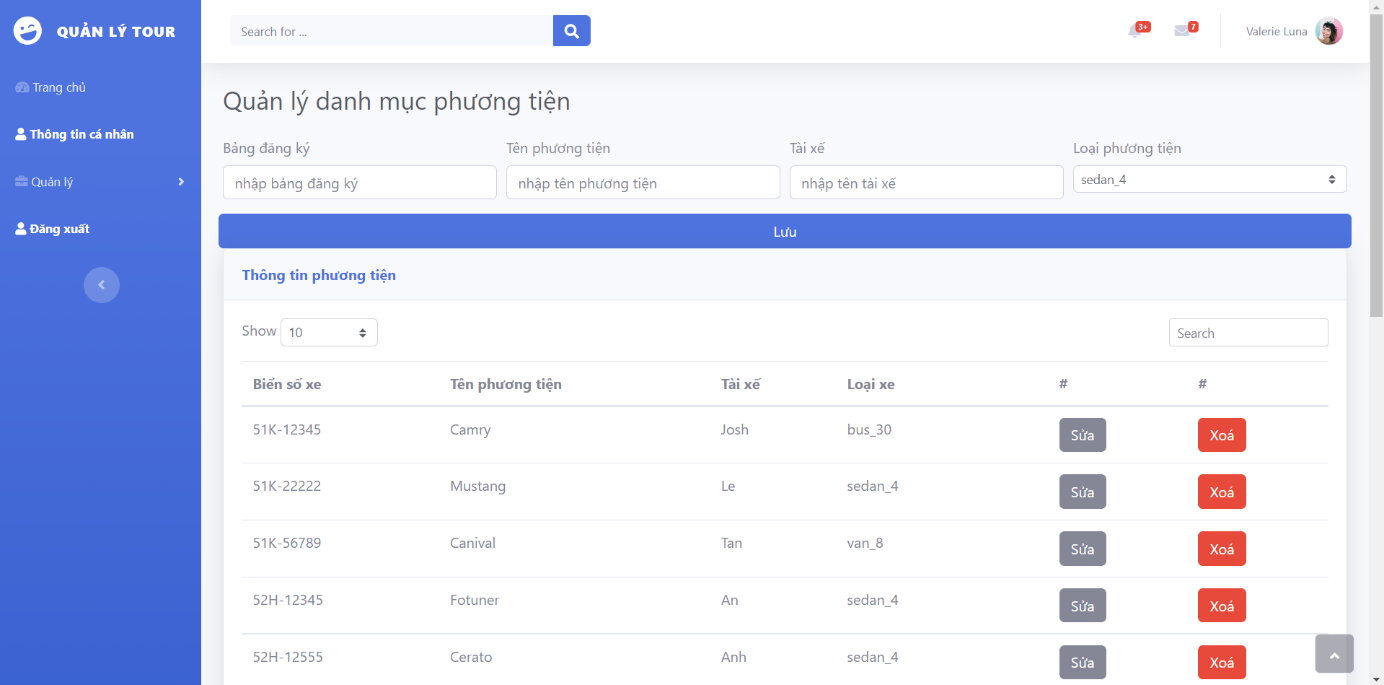 QUẢN LÝ TOUR
Search for ...
3+
7
Valerie Luna
Trang chủ
Thông tin cá nhân
Quản lý
Đăng xuất
Quản lý danh mục phương tiện
Bảng đăng ký
Tên phương tiện
Tài xế
Loại phương tiện
nhập bảng đăng ký
nhập tên phương tiện
nhập tên tài xế
sedan_4
Lưu
Thông tin phương tiện
Show 10
Search
Biển số xe Tên phương tiện Tài xế Loại xe # #
51K-12345 Camry Josh bus_30 Sửa Xoá
51K-22222 Mustang Le sedan_4 Sửa Xoá
51K-56789 Canival Tan van_8 Sửa Xoá
52H-12345 Fotuner An sedan_4 Sửa Xoá
52H-12555 Cerato Anh sedan_4 Sửa Xoá